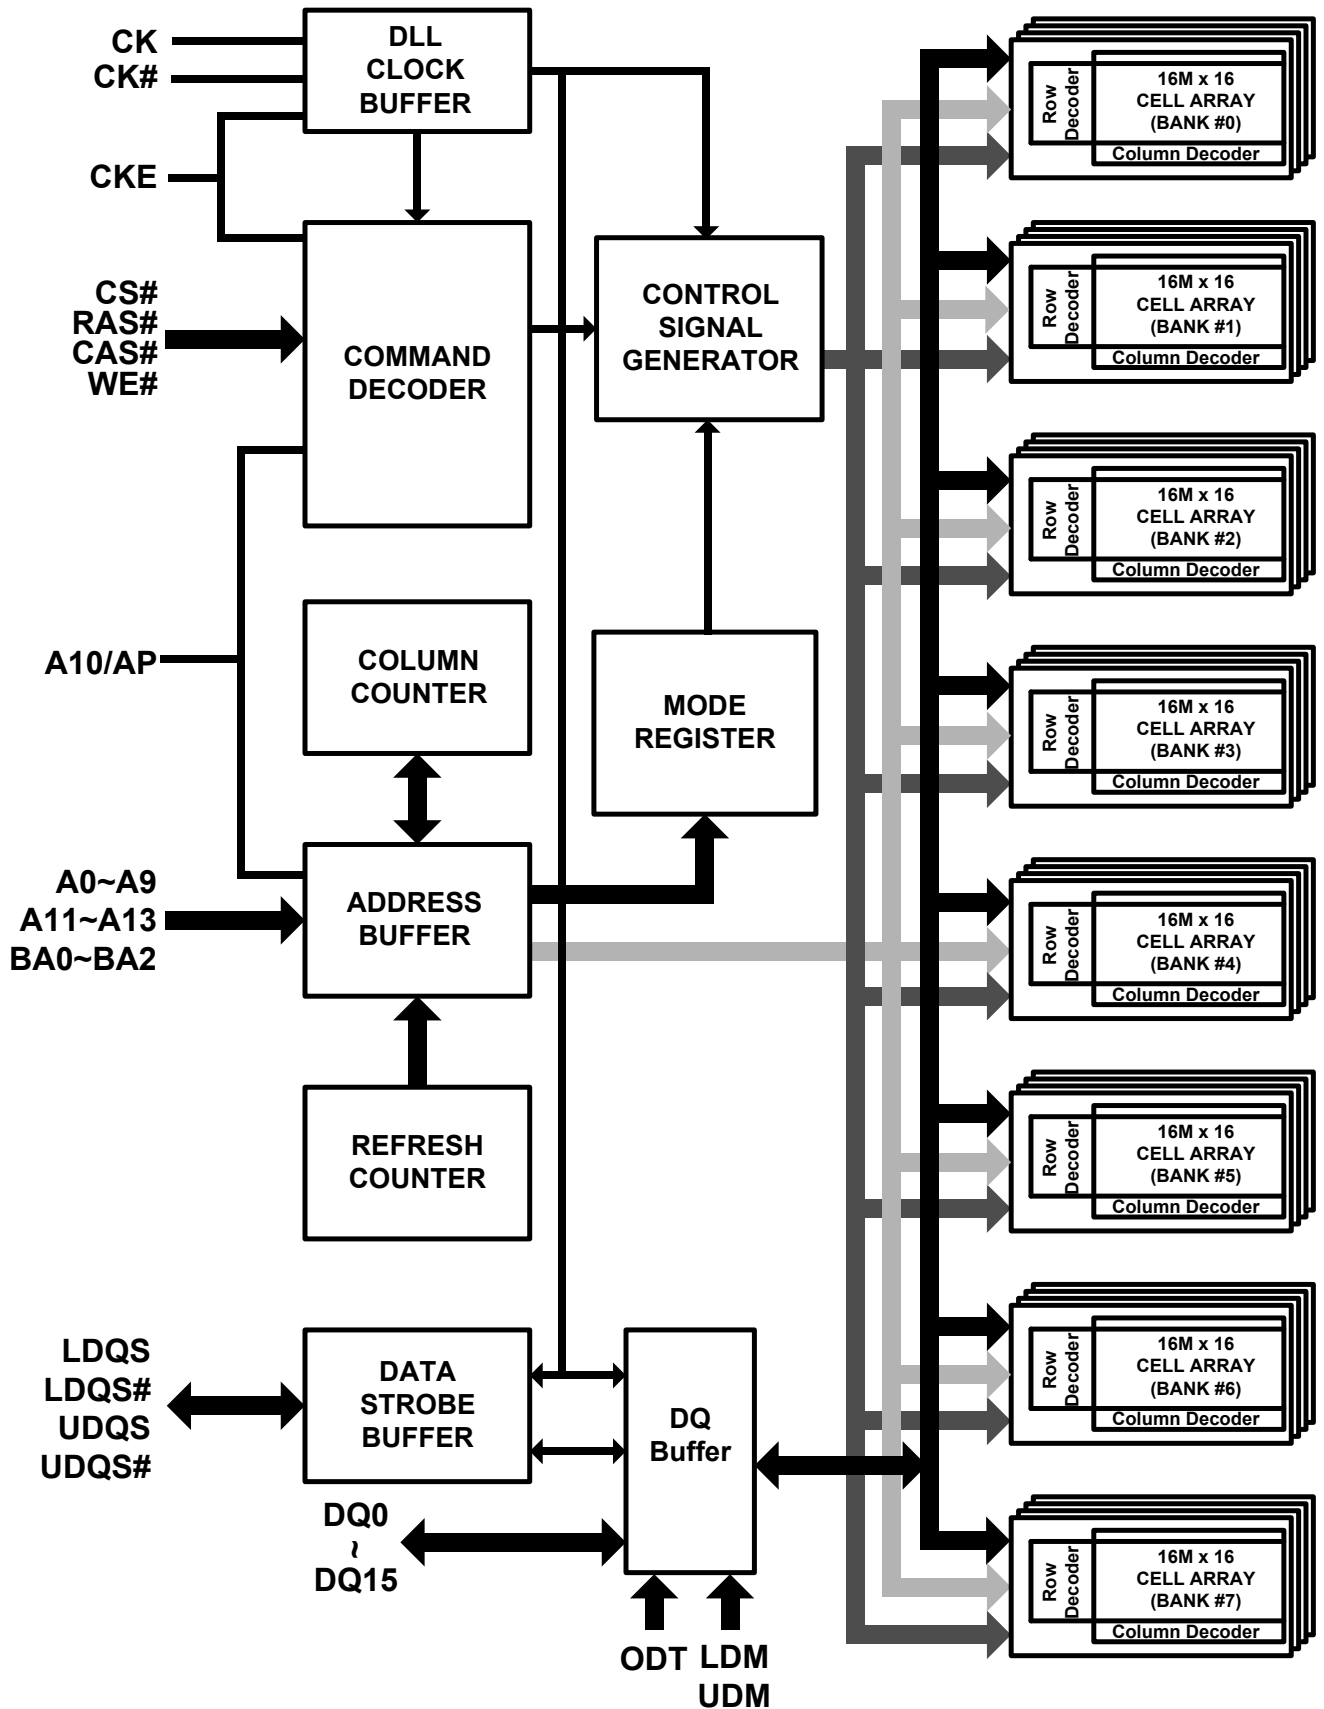 CK
CK#
CKE
CS#
RAS#
CAS#
WE#
A10/AP
A0~A9
A11~A13
BA0~BA2
LDQS
LDQS#
UDQS
UDQS#
DQ0
~
DQ15
DLL
CLOCK
BUFFER
COMMAND
DECODER
COLUMN
COUNTER
ADDRESS
BUFFER
REFRESH
COUNTER
DATA
STROBE
BUFFER
CONTROL
SIGNAL
GENERATOR
MODE
REGISTER
DQ
Buffer
ODT
LDM
UDM
Row
Decoder
16M x 16
CELL ARRAY
(BANK #0)
Column Decoder
Row
Decoder
16M x 16
CELL ARRAY
(BANK #1)
Column Decoder
Row
Decoder
16M x 16
CELL ARRAY
(BANK #2)
Column Decoder
Row
Decoder
16M x 16
CELL ARRAY
(BANK #3)
Column Decoder
Row
Decoder
16M x 16
CELL ARRAY
(BANK #4)
Column Decoder
Row
Decoder
16M x 16
CELL ARRAY
(BANK #5)
Column Decoder
Row
Decoder
16M x 16
CELL ARRAY
(BANK #6)
Column Decoder
Row
Decoder
16M x 16
CELL ARRAY
(BANK #7)
Column Decoder